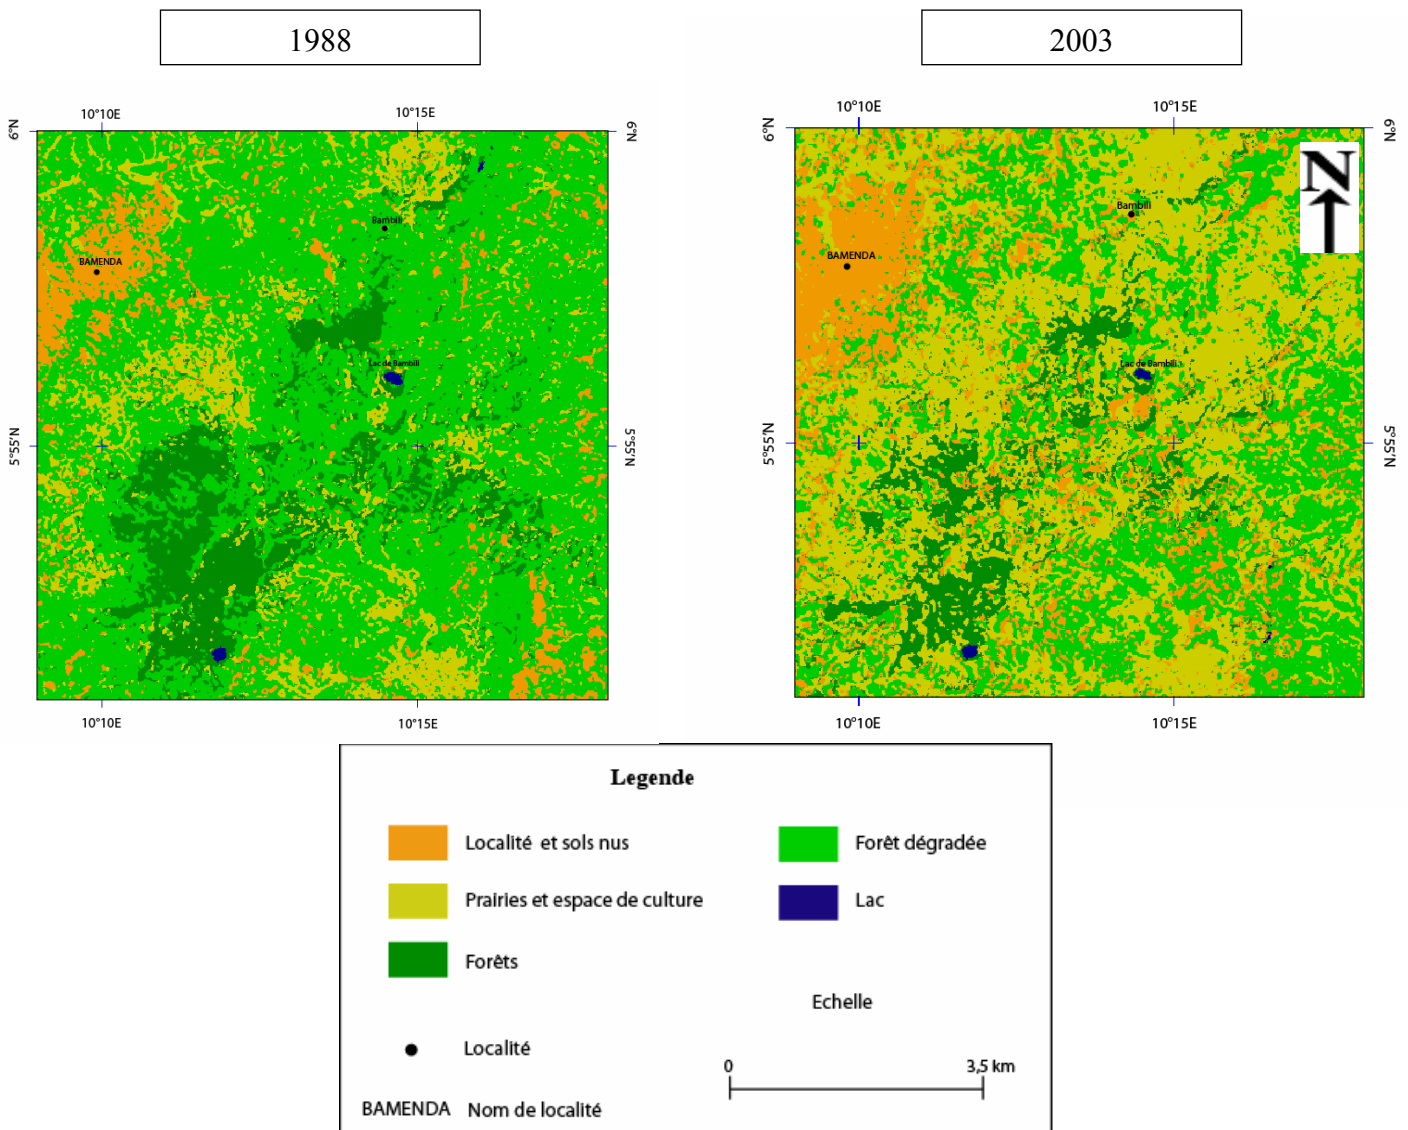 1988
2003
10°10E
10°15E
6°N
6°N
Bambili
BAMENDA
Lac de Bambili
5°55'N
5°55'N
10°10E
10°15E
10°10E
10°15E
6°N
6°N
N
Bambili
BAMENDA
Lac de Bambili
5°55'N
5°55'N
10°10E
10°15E
Legende
Localité et sols nus
Forêt dégradée
Prairies et espace de culture
Lac
Forêts
Echelle
Localité
0 3,5 km
BAMENDA Nom de localité